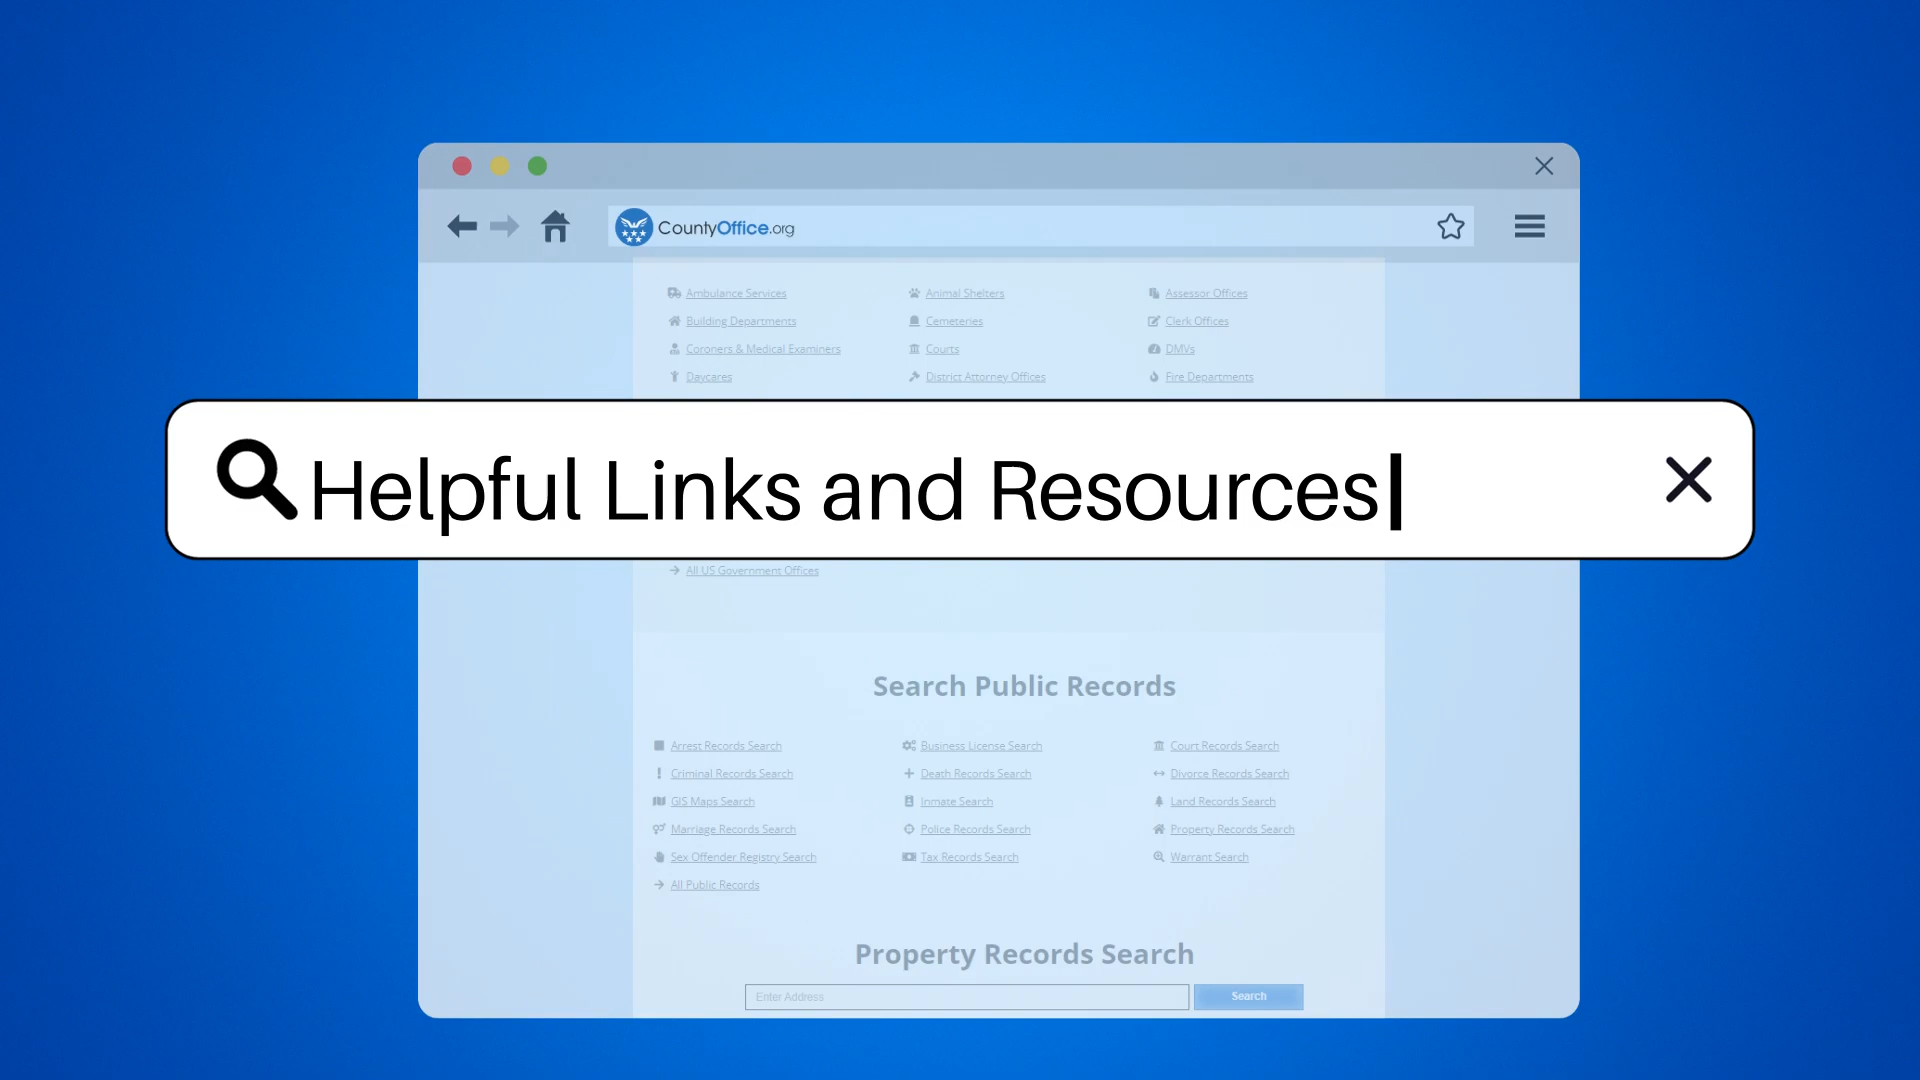 CountyOffice.org
Ambulance Services Animal Shelters Assessor Offices
Building Departments Cemeteries Clerk Offices
Coroners & Medical Examiners Courts DMVs
Daycares District Attorney Offices Fire Departments
Helpful Links and Resources
All US Government Offices
Search Public Records
Arrest Records Search Business License Search Court Records Search
Criminal Records Search Death Records Search Divorce Records Search
GIS Maps Search Inmate Search Land Records Search
Marriage Records Search Police Records Search Property Records Search
Sex Offender Registry Search Tax Records Search Warrant Search
All Public Records
Property Records Search
Enter Address Search